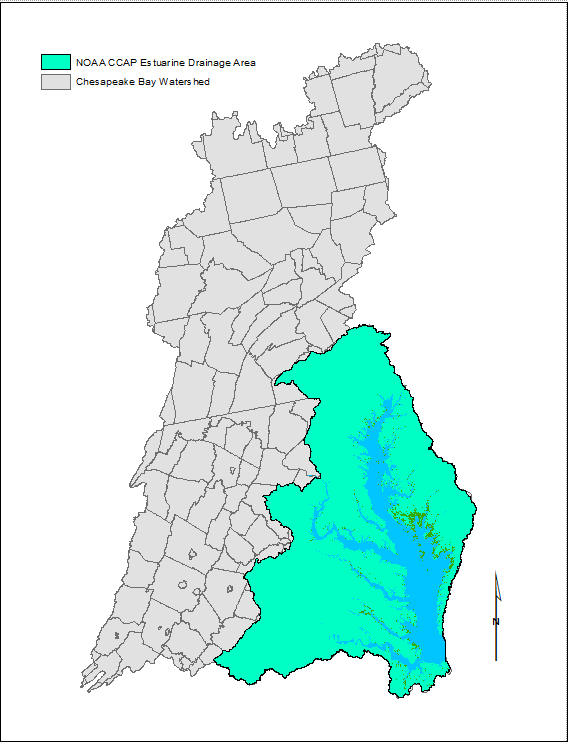 NOAA CCAP Estuarine Drainage Area
Chesapeake Bay Watershed
N